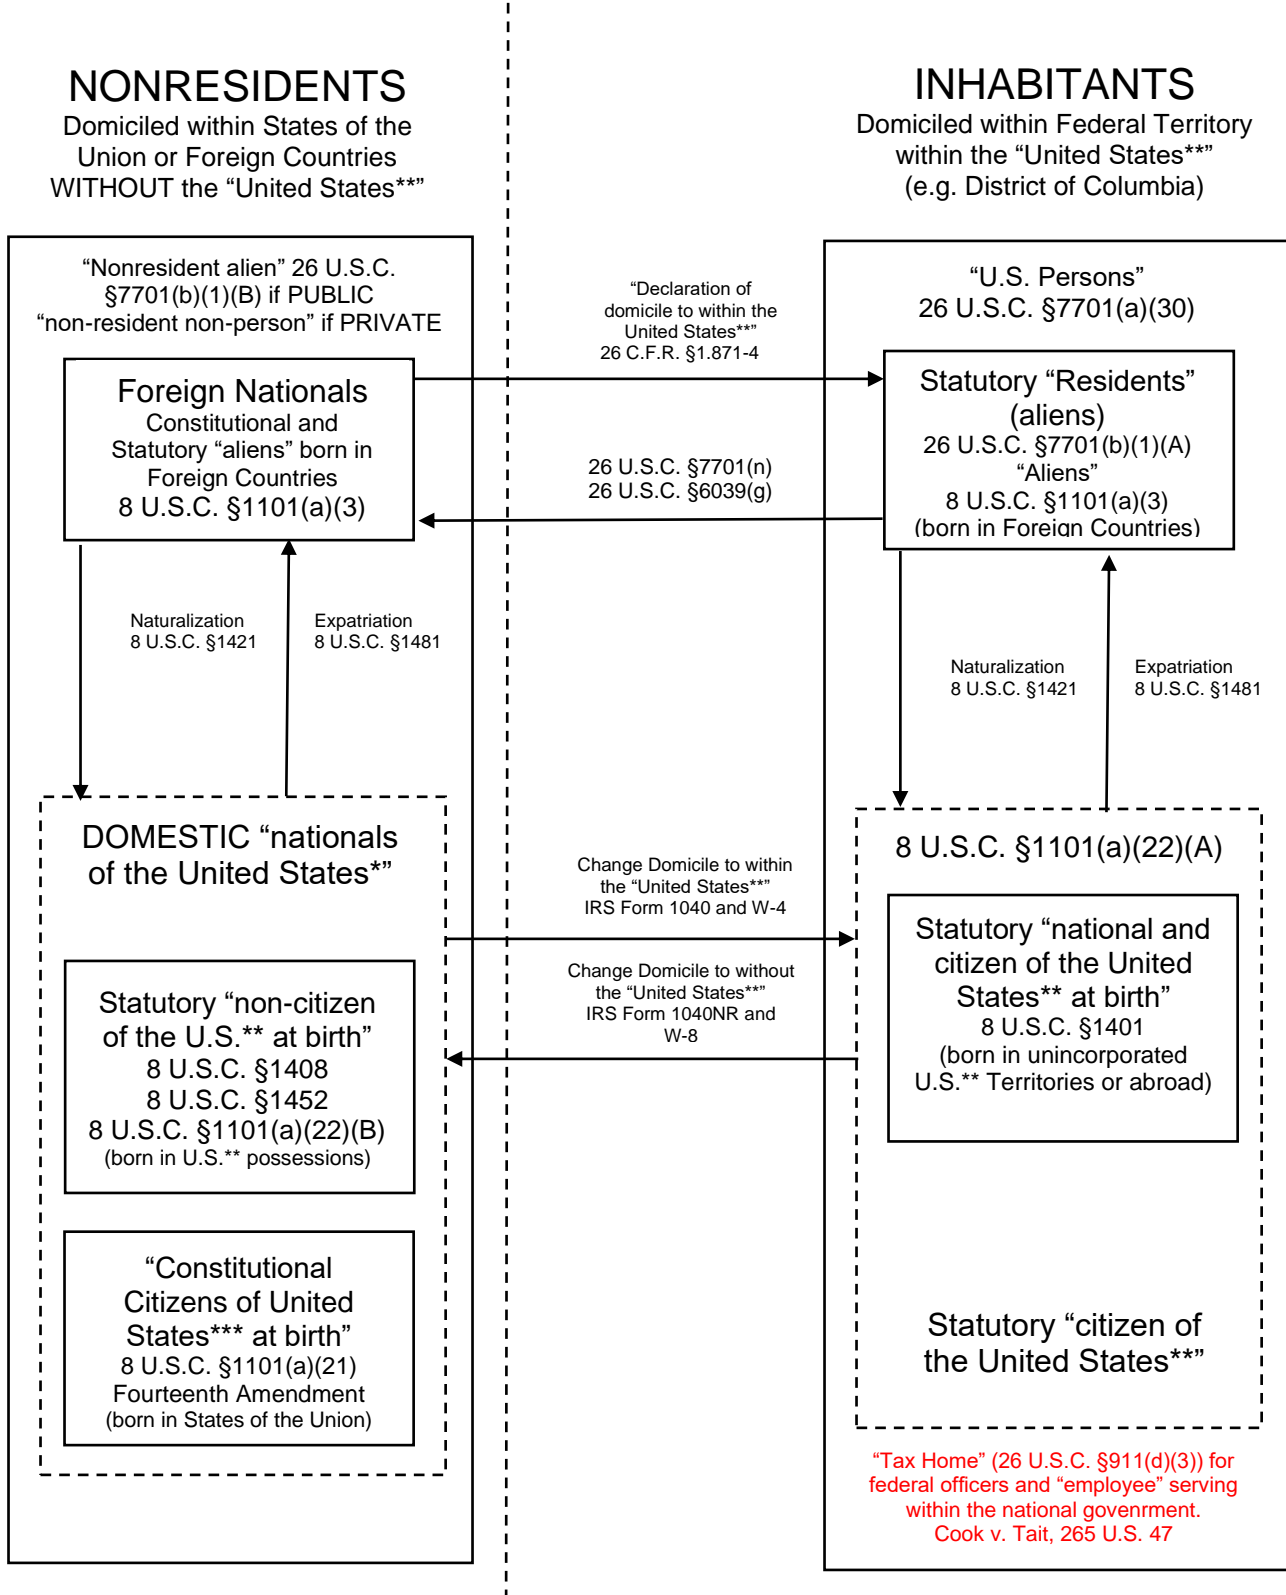 NONRESIDENTS
Domiciled within States of the
Union or Foreign Countries
WITHOUT the “United States**”
“Nonresident alien” 26 U.S.C.
§7701(b)(1)(B) if PUBLIC
“non-resident non-person” if PRIVATE
Foreign Nationals
Constitutional and
Statutory “aliens” born in
Foreign Countries
8 U.S.C. §1101(a)(3)
Naturalization
8 U.S.C. §1421
Expatriation
8 U.S.C. §1481
DOMESTIC “nationals
of the United States*”
Statutory “non-citizen
of the U.S.** at birth”
8 U.S.C. §1408
8 U.S.C. §1452
8 U.S.C. §1101(a)(22)(B)
(born in U.S.** possessions)
“Constitutional
Citizens of United
States*** at birth”
8 U.S.C. §1101(a)(21)
Fourteenth Amendment
(born in States of the Union)
“Declaration of
domicile to within the
United States**”
26 C.F.R. §1.871-4
26 U.S.C. §7701(n)
26 U.S.C. §6039(g)
Change Domicile to within
the “United States**”
IRS Form 1040 and W-4
Change Domicile to without
the “United States**”
IRS Form 1040NR and
W-8
INHABITANTS
Domiciled within Federal Territory
within the “United States**”
(e.g. District of Columbia)
“U.S. Persons”
26 U.S.C. §7701(a)(30)
Statutory “Residents”
(aliens)
26 U.S.C. §7701(b)(1)(A)
“Aliens”
8 U.S.C. §1101(a)(3)
(born in Foreign Countries)
Naturalization
8 U.S.C. §1421
Expatriation
8 U.S.C. §1481
8 U.S.C. §1101(a)(22)(A)
Statutory “national and
citizen of the United
States** at birth”
8 U.S.C. §1401
(born in unincorporated
U.S.** Territories or abroad)
Statutory “citizen of
the United States**”
“Tax Home” (26 U.S.C. §911(d)(3)) for
federal officers and “employee” serving
within the national govenrment.
Cook v. Tait, 265 U.S. 47